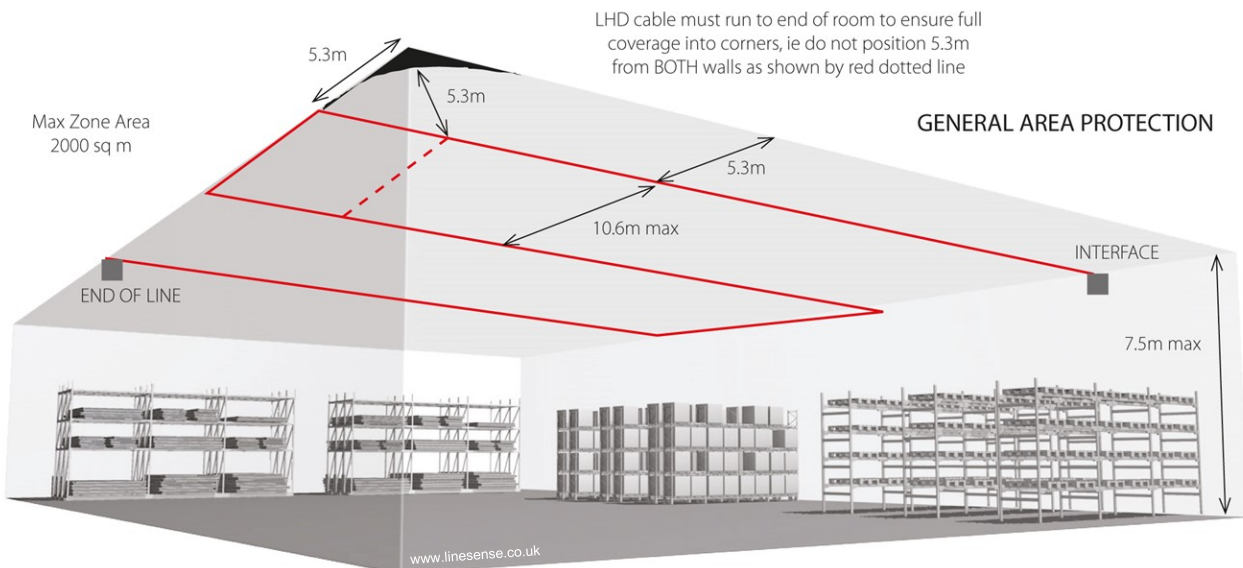 LHD cable must run to end of room to ensure full
coverage into corners, ie do not position 5.3m
from BOTH walls as shown by red dotted line
5.3m
5.3m
Max Zone Area
2000 sq m
GENERAL AREA PROTECTION
5.3m
10.6m max
INTERFACE
END OF LINE
7.5m max
www.linesense.co.uk